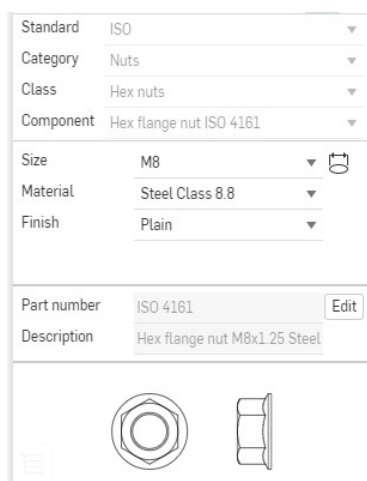 Standard ISO
Category Nuts
Class Hex nuts
Component Hex flange nut ISO 4161
Size M8
Material Steel Class 8.8
Finish Plain
Part number ISO 4161 Edit
Description Hex flange nut M8x1.25 Steel